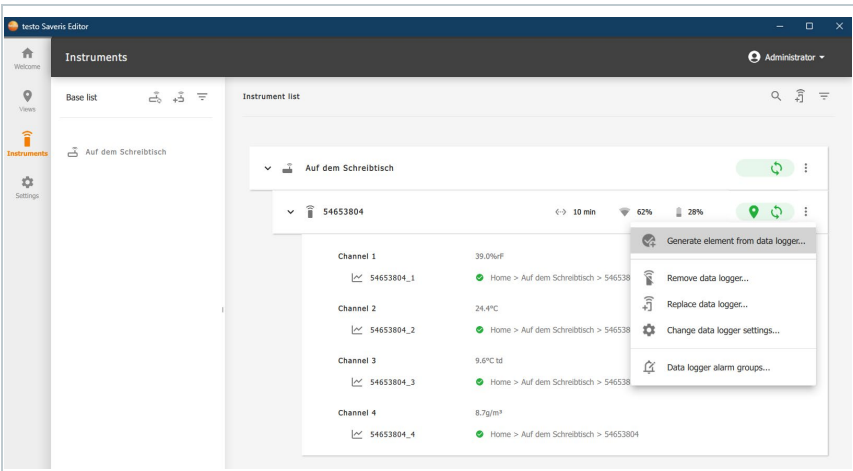 testo Saveris Editor
Instruments
Administrator
Welcome
Views
Instruments
Settings
Base list
Auf dem Schreibtisch
Instrument list
Auf dem Schreibtisch
54653804 10 min 62% 28%
Channel 1 39.0%rF
54653804_1 Home > Auf dem Schreibtisch > 546538
Channel 2 24.4°C
54653804_2 Home > Auf dem Schreibtisch > 546538
Channel 3 9.6°C td
54653804_3 Home > Auf dem Schreibtisch > 546538
Channel 4 8.7g/m³
54653804_4 Home > Auf dem Schreibtisch > 54653804
Generate element from data logger...
Remove data logger...
Replace data logger...
Change data logger settings...
Data logger alarm groups...